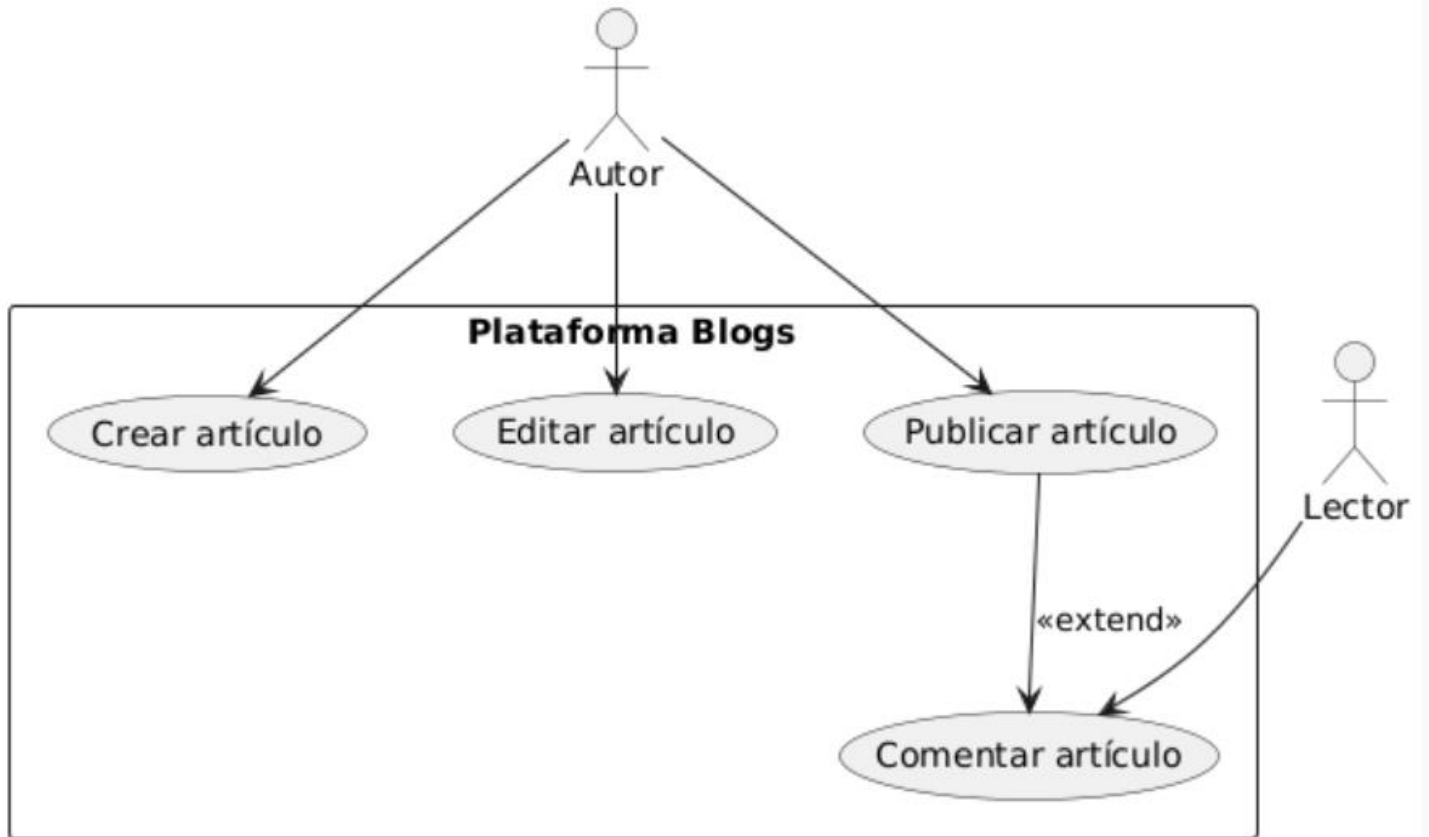 Autor
Plataforma Blogs
Crear artículo
Editar artículo
Publicar artículo
Lector
«extend»
Comentar artículo